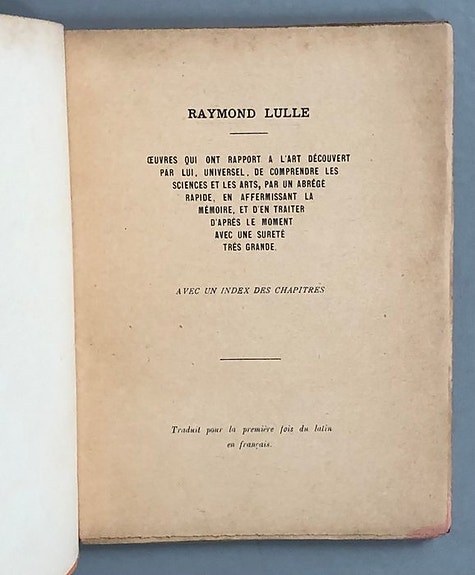 RAYMOND LULLE
ŒUVRES QUI ONT RAPPORT A L'ART DÉCOUVERT
PAR LUI, UNIVERSEL, DE COMPRENDRE LES
SCIENCES ET LES ARTS, PAR UN ABRÉGÉ
RAPIDE, EN AFFERMISSANT LA
MÉMOIRE, ET D'EN TRAITER
D'APRÈS LE MOMENT
AVEC UNE SURETÉ
TRÈS GRANDE.
AVEC UN INDEX DES CHAPITRES
Traduit pour la première fois du latin
en français.